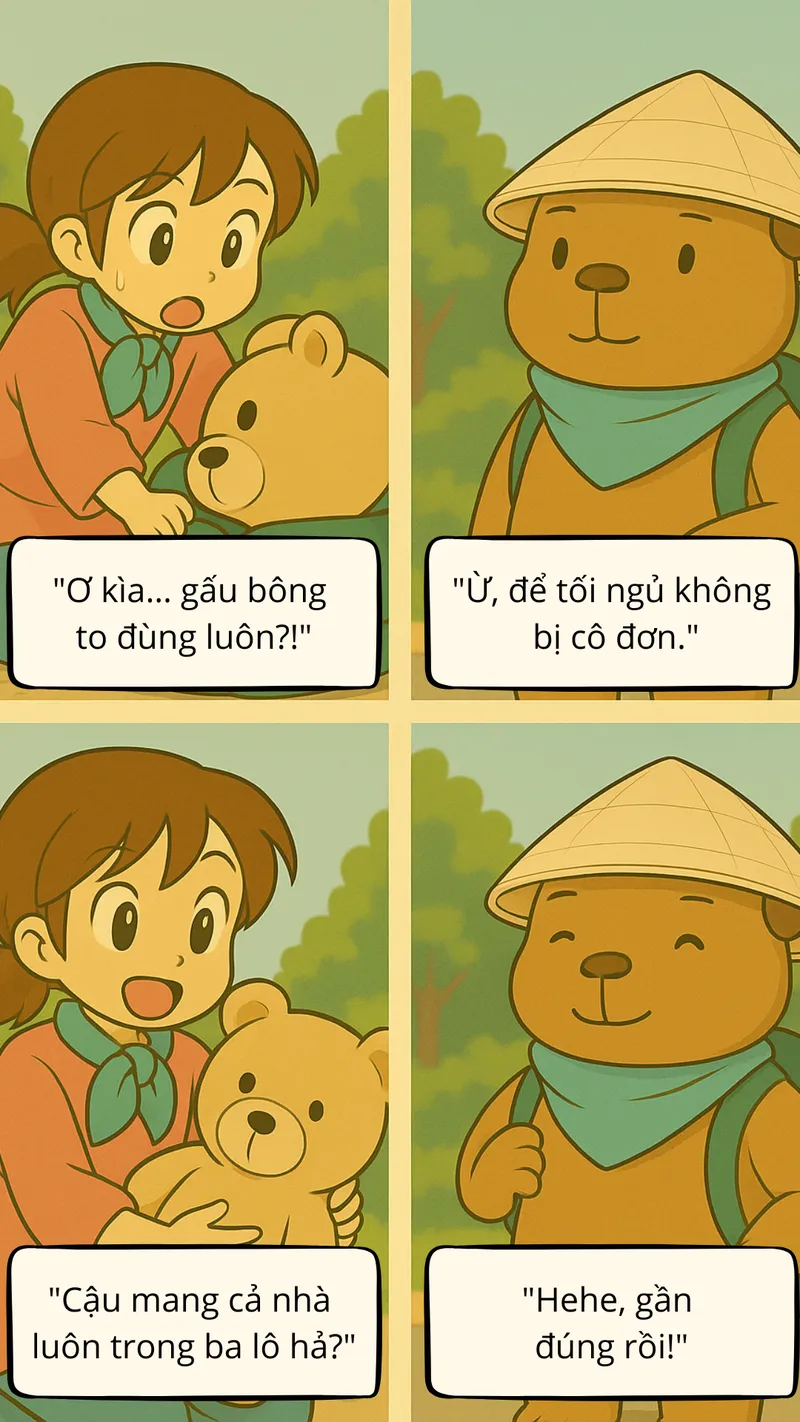 "Ơ kìa... gấu bông
to đùng luôn?!"
"Ừ, để tối ngủ không
bị cô đơn."
"Cậu mang cả nhà
luôn trong ba lô hả?"
"Hehe, gần
đúng rồi!"